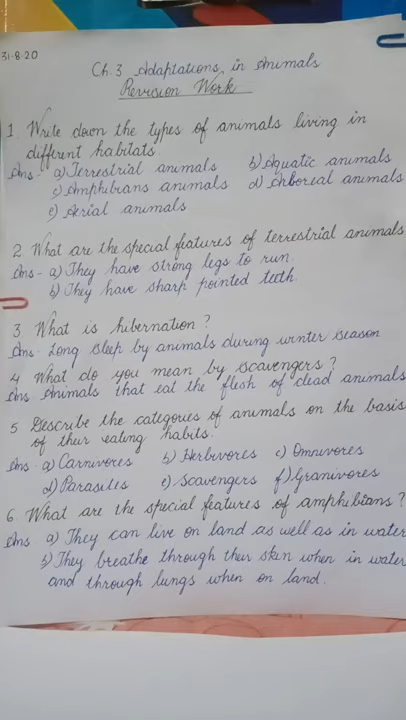 31-8-20
Ch. 3 Adaptations in Animals
Revision Work
1. Write down the types of animals living in
different habitats.
Ans - a) Terrestrial animals b) Aquatic animals
c) Amphibians animals d) Arboreal animals
e) Aerial animals
2. What are the special features of terrestrial animals
Ans - a) They have strong legs to run.
b) They have sharp pointed teeth.
3. What is hibernation?
Ans - Long sleep by animals during winter season
4. What do you mean by scavengers?
Ans Animals that eat the flesh of dead animals
5 Describe the categories of animals on the basis
of their eating habits.
Ans - a) Carnivores b) Herbivores c) Omnivores
d) Parasites e) Scavengers f) Granivores
6. What are the special features of amphibians?
Ans. a) They can live on land as well as in water
b) They breathe through their skin when in water
and through lungs when on land.